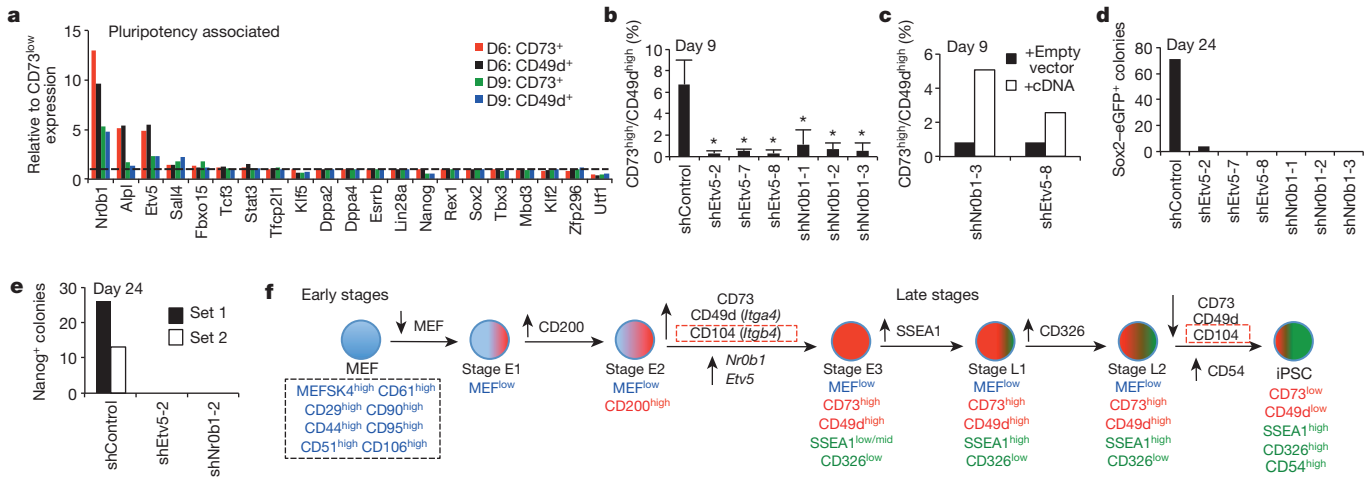 a
Pluripotency associated
Relative to CD73low
expression
15
10
5
0
D6: CD73+
D6: CD49d+
D9: CD73+
D9: CD49d+
Nr0b1
Alpl
Etv5
Sall4
Fbxo15
Tcf3
Stat3
Tfcp2l1
Klf5
Dppa2
Dppa4
Esrrb
Lin28a
Nanog
Rex1
Sox2
Tbx3
Mbd3
Klf2
Zfp296
Utf1
b
Day 9
CD73high/CD49dhigh (%)
10
8
6
4
2
0
* * * * * *
shControl
shEtv5-2
shEtv5-7
shEtv5-8
shNr0b1-1
shNr0b1-2
shNr0b1-3
c
Day 9
CD73high/CD49dhigh (%)
6
4
2
0
+Empty
vector
+cDNA
shNr0b1-3
shEtv5-8
d
Day 24
Sox2–eGFP+ colonies
80
60
40
20
0
shControl
shEtv5-2
shEtv5-7
shEtv5-8
shNr0b1-1
shNr0b1-2
shNr0b1-3
e
Day 24
Nanog+ colonies
30
20
10
0
Set 1
Set 2
shControl
shEtv5-2
shNr0b1-2
f
Early stages
Late stages
MEF
CD200
CD73
CD49d (Itga4)
CD104 (Itgb4)
Nr0b1
Etv5
SSEA1
CD326
CD73
CD49d
CD104
CD54
MEF
MEFSK4high CD61high
CD29high CD90high
CD44high CD95high
CD51high CD106high
Stage E1
MEFlow
Stage E2
MEFlow
CD200high
Stage E3
MEFlow
CD73high
CD49dhigh
SSEA1low/mid
CD326low
Stage L1
MEFlow
CD73high
CD49dhigh
SSEA1high
CD326low
Stage L2
MEFlow
CD73high
CD49dhigh
SSEA1high
CD326low
iPSC
CD73low
CD49dlow
SSEA1high
CD326high
CD54high